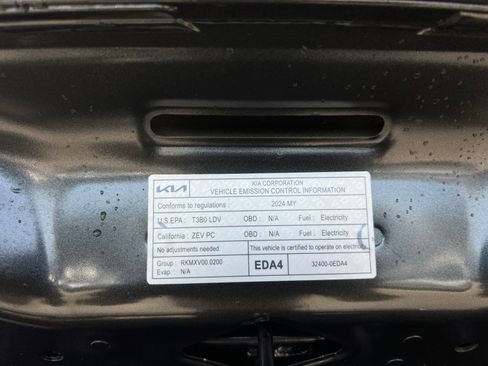 KIA
KIA CORPORATION
VEHICLE EMISSION CONTROL INFORMATION
Conforms to regulations : 2024 MY
U.S.EPA : T3B0 LDV OBD : N/A Fuel : Electricity
California : ZEV PC OBD : N/A Fuel : Electricity
No adjustments needed. This vehicle is certified to operate on electricity
Group : RKMXV00.0200 EDA4 32400-0EDA4
Evap. : N/A